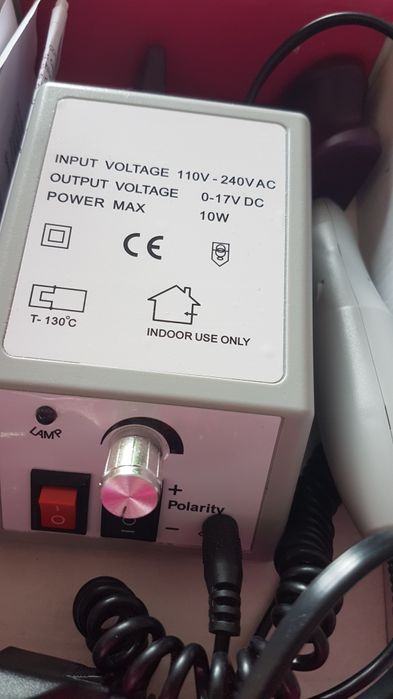 INPUT VOLTAGE 110V - 240V AC
OUTPUT VOLTAGE 0-17V DC
POWER MAX 10W
CE
T- 130°C
INDOOR USE ONLY
LAMP
+
Polarity
-